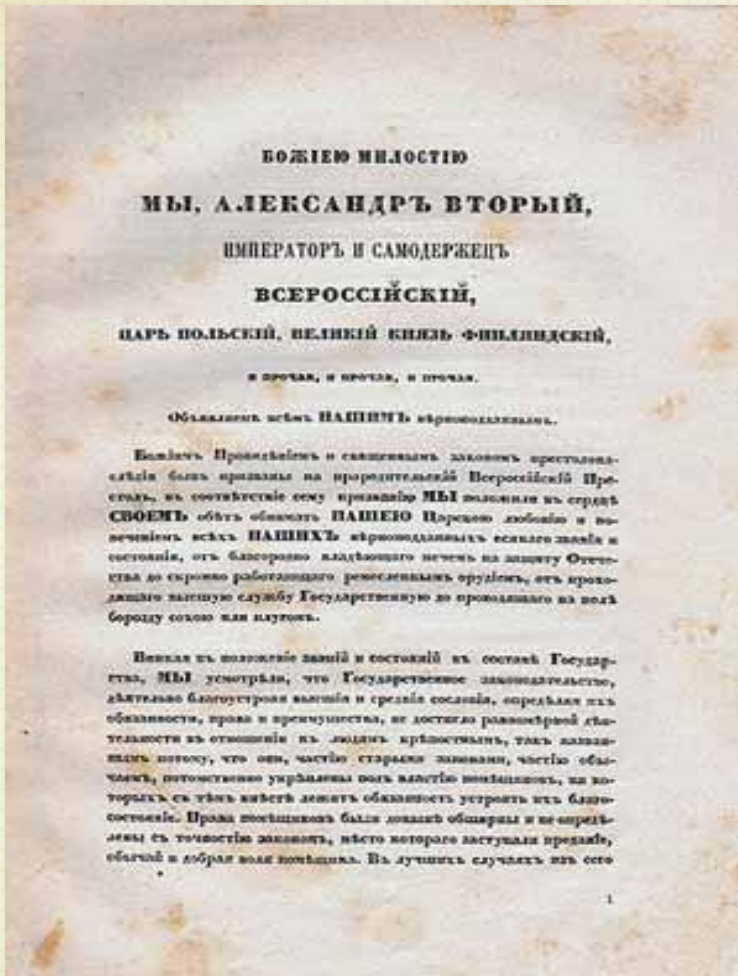 БОЖІЕЮ МИЛОСТІЮ
МЫ, АЛЕКСАНДРЪ ВТОРЫЙ,
ИМПЕРАТОРЪ И САМОДЕРЖЕЦЪ
ВСЕРОССІЙСКІЙ,
ЦАРЬ ПОЛЬСКІЙ, ВЕЛИКІЙ КНЯЗЬ ФИНЛЯНДСКІЙ,
и прочая, и прочая, и прочая.
Объявляемъ всѣмъ НАШИМЪ вѣрноподданнымъ.
Божіимъ Провидѣніемъ и священнымъ закономъ престолона-
слѣдія бывъ призваны на прародительскій Всероссійскій Пре-
столъ, въ соотвѣтствіе сему призванію МЫ положили въ сердцѣ
СВОЕМЪ обѣтъ обнимать НАШЕЮ Царскою любовію и по-
печеніемъ всѣхъ НАШИХЪ вѣрноподданныхъ всякаго званія и
состоянія, отъ благородно владѣющаго мечемъ на защиту Отече-
ства до скромно работающаго ремесленнымъ орудіемъ, отъ прохо-
дящаго высшую службу Государственную до проводящаго на полѣ
борозду сохою или плугомъ.
Вникая въ положеніе званій и состояній въ составѣ Государ-
ства, МЫ усмотрѣли, что Государственное законодательство,
дѣятельно благоустрояя высшія и среднія сословія, опредѣляя ихъ
обязанности, права и преимущества, не достигло равномѣрной дѣя-
тельности въ отношеніи къ людямъ крѣпостнымъ, такъ назван-
нымъ потому, что они, частію старыми законами, частію обы-
чаемъ, потомственно укрѣплены подъ властію помѣщиковъ, на ко-
торыхъ съ тѣмъ вмѣстѣ лежитъ обязанность устроять ихъ благо-
состояніе. Права помѣщиковъ были донынѣ обширны и не опредѣ-
лены съ точностію закономъ, мѣсто котораго заступали преданіе,
обычай и добрая воля помѣщика. Въ лучшихъ случаяхъ изъ сего
1